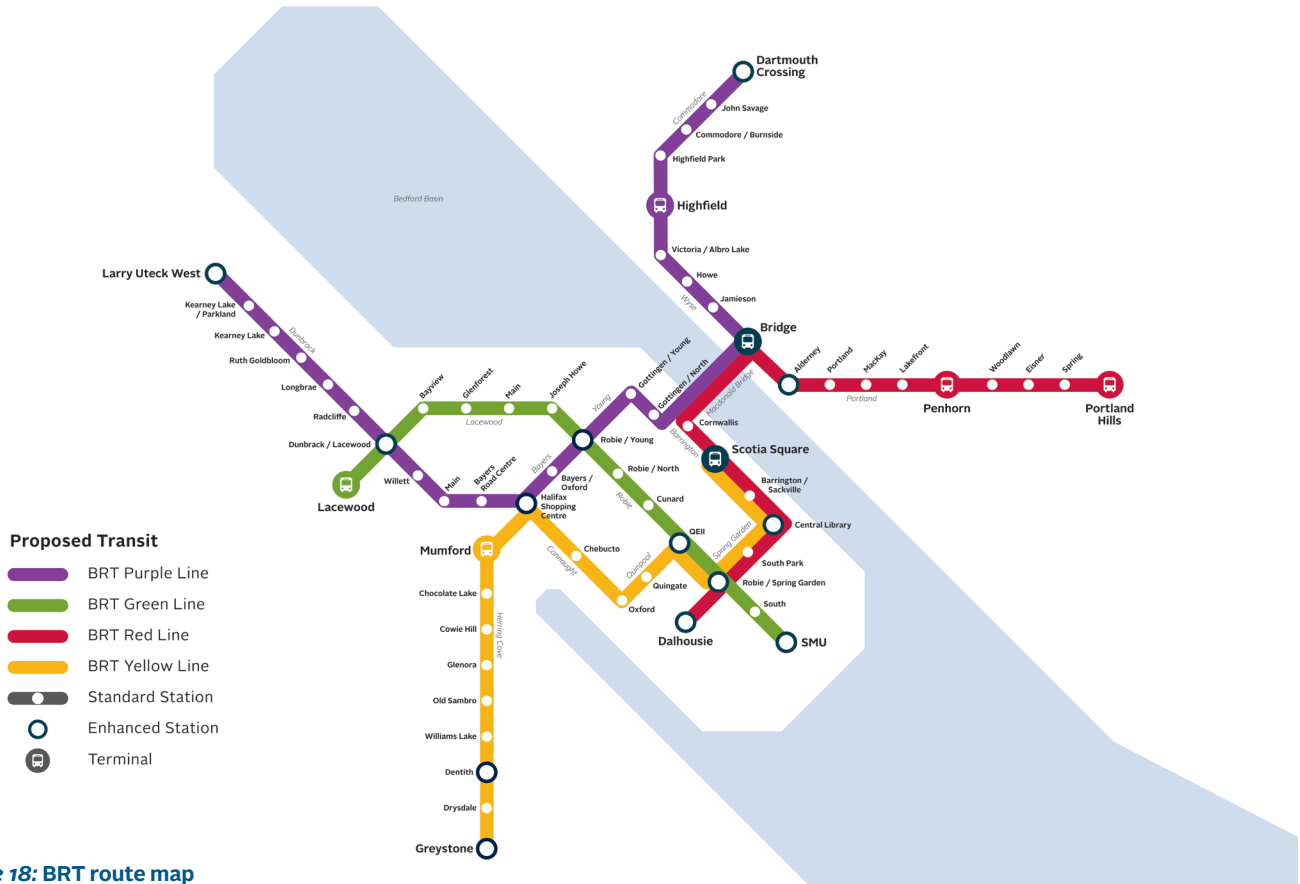 Dartmouth
Crossing
Commodore
John Savage
Commodore / Burnside
Highfield Park
Bedford Basin
Highfield
Victoria / Albro Lake
Larry Uteck West
Howe
Wyse
Jamieson
Kearney Lake
/ Parkland
Bridge
Kearney Lake
Dunbrack
Gottingen / Young
Ruth Goldbloom
Gottingen / North
Macdonald Bridge
Alderney
Portland
MacKay
Lakefront
Woodlawn
Eisner
Spring
Longbrae
Bayview
Glenforest
Main
Joseph Howe
Young
Portland
Penhorn
Portland
Hills
Radcliffe
Lacewood
Barrington
Cornwallis
Dunbrack / Lacewood
Robie / Young
Scotia Square
Willett
Main
Bayers
Road Centre
Bayers
Bayers /
Oxford
Robie / North
Barrington /
Sackville
Lacewood
Halifax
Shopping
Centre
Robie
Cunard
Central Library
QEII
Spring Garden
Proposed Transit
Mumford
Connaught
Chebucto
Quinpool
South Park
BRT Purple Line
Chocolate Lake
Quingate
Robie / Spring Garden
BRT Green Line
Oxford
South
Cowie Hill
Herring Cove
Dalhousie
SMU
BRT Red Line
Glenora
BRT Yellow Line
Old Sambro
Standard Station
Williams Lake
Enhanced Station
Dentith
Terminal
Drysdale
Greystone
18: BRT route map